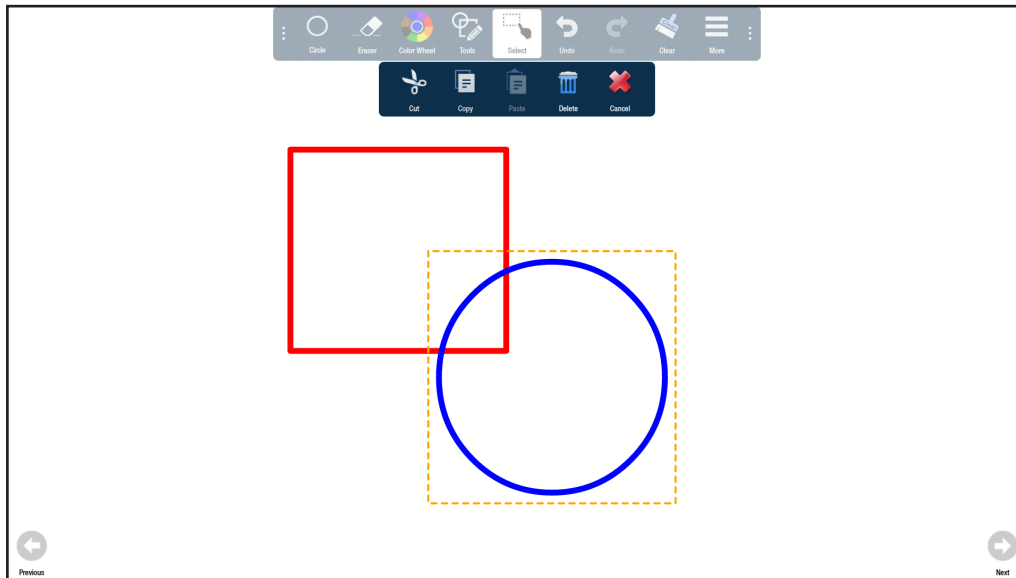 Circle Eraser Color Wheel Tools Select Undo Redo Clear More
Cut Copy Paste Delete Cancel
Previous Next